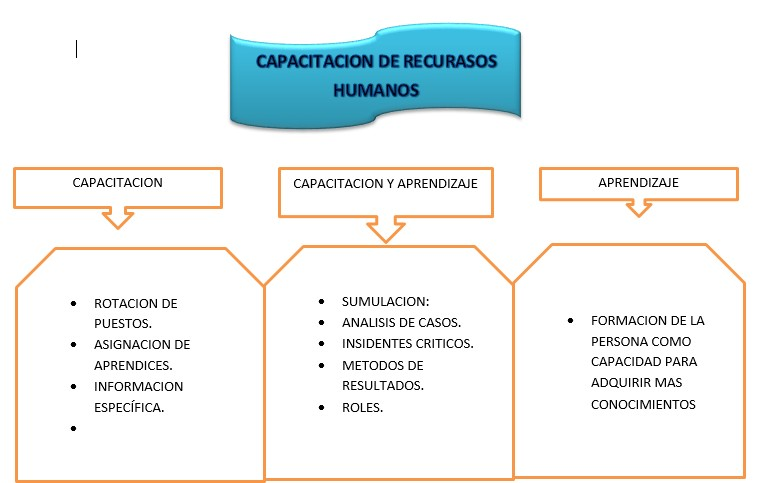 CAPACITACION DE RECURASOS
HUMANOS
CAPACITACION
CAPACITACION Y APRENDIZAJE
APRENDIZAJE
• ROTACION DE
PUESTOS.
• ASIGNACION DE
APRENDICES.
• INFORMACION
ESPECÍFICA.
•
• SUMULACION:
• ANALISIS DE CASOS.
• INSIDENTES CRITICOS.
• METODOS DE
RESULTADOS.
• ROLES.
• FORMACION DE LA
PERSONA COMO
CAPACIDAD PARA
ADQUIRIR MAS
CONOCIMIENTOS